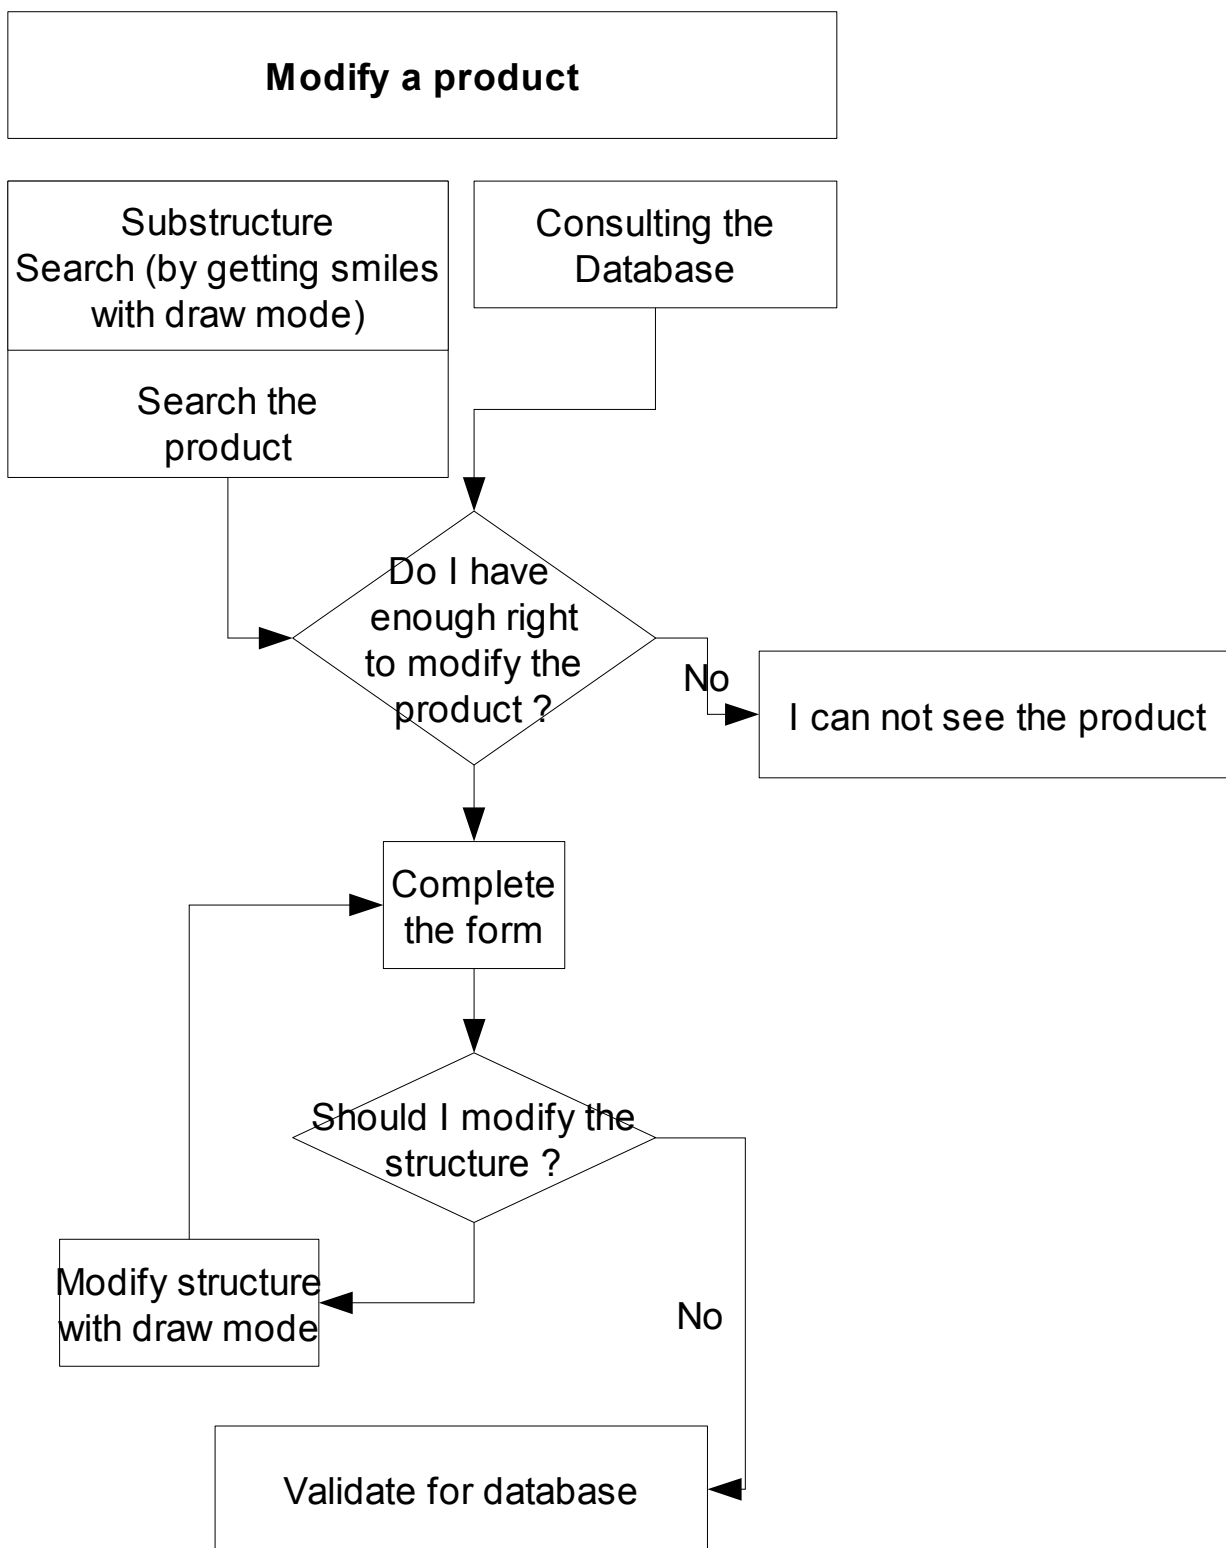 Modify a product
Substructure
Search (by getting smiles
with draw mode)
Consulting the
Database
Search the
product
Do I have
enough right
to modify the
product ?
No
I can not see the product
Complete
the form
Should I modify the
structure ?
Modify structure
with draw mode
No
Validate for database